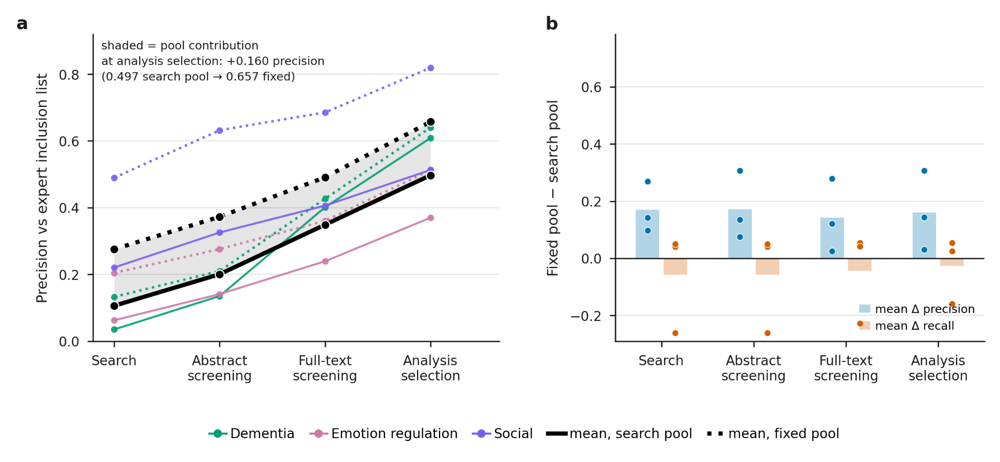 a
shaded = pool contribution
at analysis selection: +0.160 precision
(0.497 search pool → 0.657 fixed)
Precision vs expert inclusion list
0.8
0.6
0.4
0.2
0.0
Search
Abstract
screening
Full-text
screening
Analysis
selection
b
Fixed pool − search pool
0.6
0.4
0.2
0.0
−0.2
mean Δ precision
mean Δ recall
Search
Abstract
screening
Full-text
screening
Analysis
selection
Dementia
Emotion regulation
Social
mean, search pool
mean, fixed pool